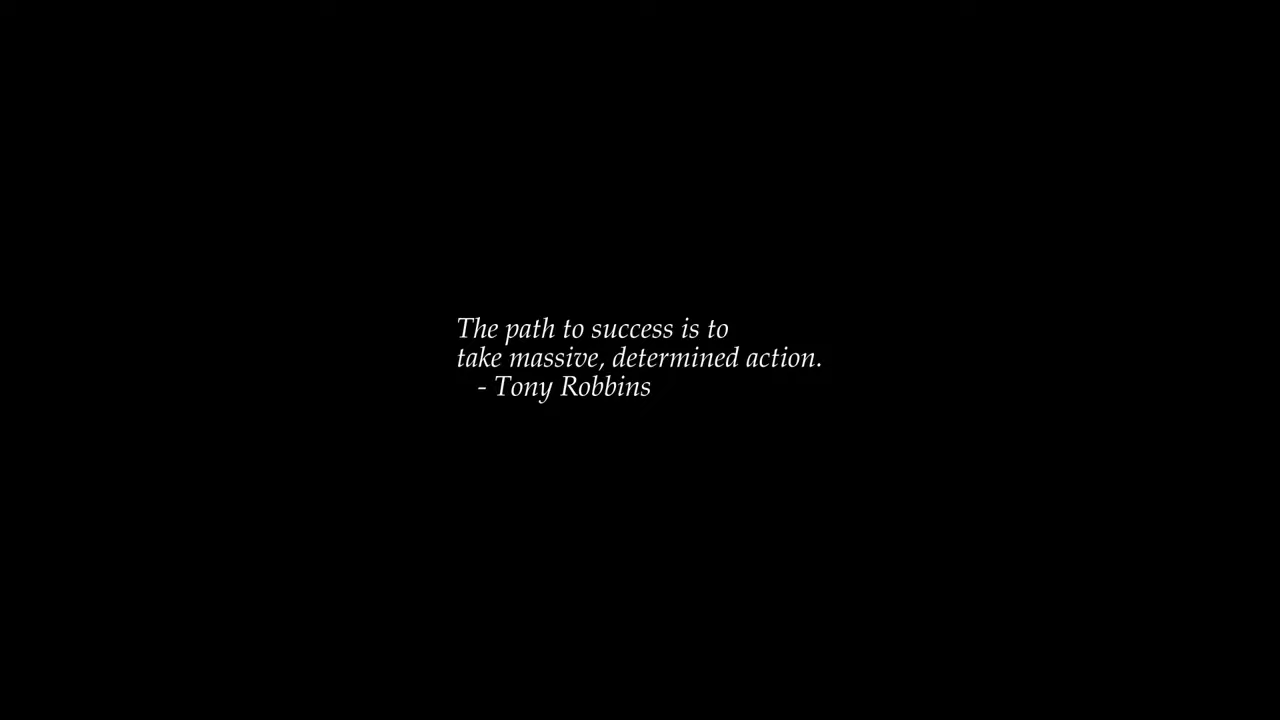 The path to success is to
take massive, determined action.
- Tony Robbins